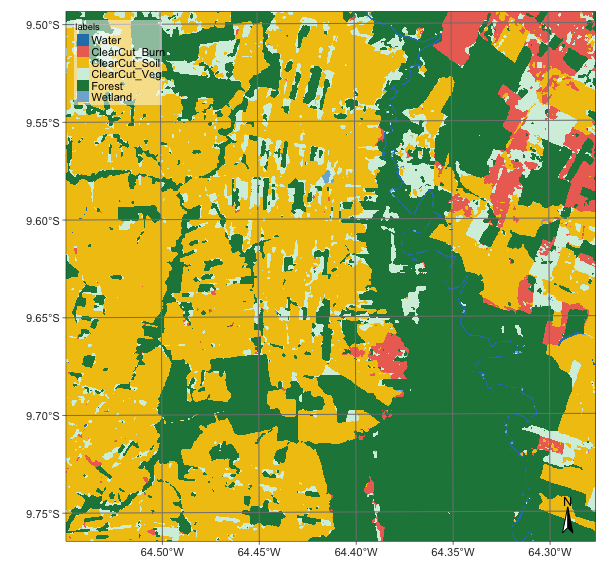 9.50°S
labels
Water
ClearCut_Burn
ClearCut_Soil
ClearCut_Veg
Forest
Wetland
9.55°S
9.60°S
9.65°S
9.70°S
9.75°S
N
64.50°W 64.45°W 64.40°W 64.35°W 64.30°W